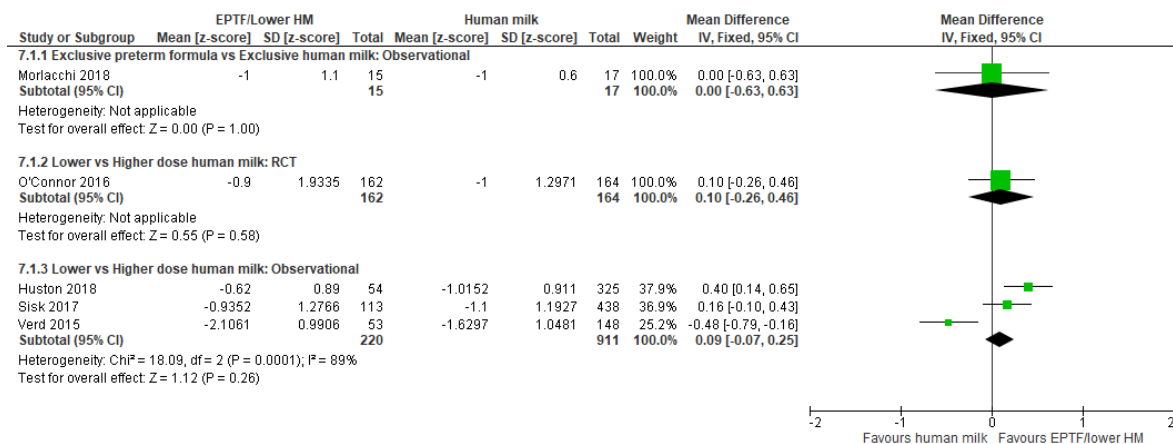 EPTF/Lower HM Human milk Mean Difference Mean Difference
Study or Subgroup Mean [z-score] SD [z-score] Total Mean [z-score] SD [z-score] Total Weight IV, Fixed, 95% CI IV, Fixed, 95% CI
7.1.1 Exclusive preterm formula vs Exclusive human milk: Observational
Morlacchi 2018 -1 1.1 15 -1 0.6 17 100.0% 0.00 [-0.63, 0.63]
Subtotal (95% CI) 15 17 100.0% 0.00 [-0.63, 0.63]
Heterogeneity: Not applicable
Test for overall effect: Z = 0.00 (P = 1.00)
7.1.2 Lower vs Higher dose human milk: RCT
O'Connor 2016 -0.9 1.9335 162 -1 1.2971 164 100.0% 0.10 [-0.26, 0.46]
Subtotal (95% CI) 162 164 100.0% 0.10 [-0.26, 0.46]
Heterogeneity: Not applicable
Test for overall effect: Z = 0.55 (P = 0.58)
7.1.3 Lower vs Higher dose human milk: Observational
Huston 2018 -0.62 0.89 54 -1.0152 0.911 325 37.9% 0.40 [0.14, 0.65]
Sisk 2017 -0.9352 1.2766 113 -1.1 1.1927 438 36.9% 0.16 [-0.10, 0.43]
Verd 2015 -2.1061 0.9906 53 -1.6297 1.0481 148 25.2% -0.48 [-0.79, -0.16]
Subtotal (95% CI) 220 911 100.0% 0.09 [-0.07, 0.25]
Heterogeneity: Chi² = 18.09, df = 2 (P = 0.0001); I² = 89%
Test for overall effect: Z = 1.12 (P = 0.26)
-2 -1 0 1 2
Favours human milk Favours EPTF/lower HM